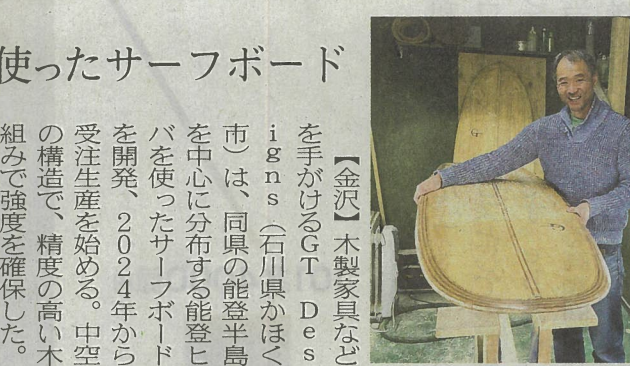 使ったサーフボード
【金沢】木製家具など
を手がけるGT Des
igns（石川県かほく
市）は、同県の能登半島
を中心に分布する能登ヒ
バを使ったサーフボード
を開発、2024年から
受注生産を始める。中空
の構造で、精度の高い木
組みで強度を確保した。